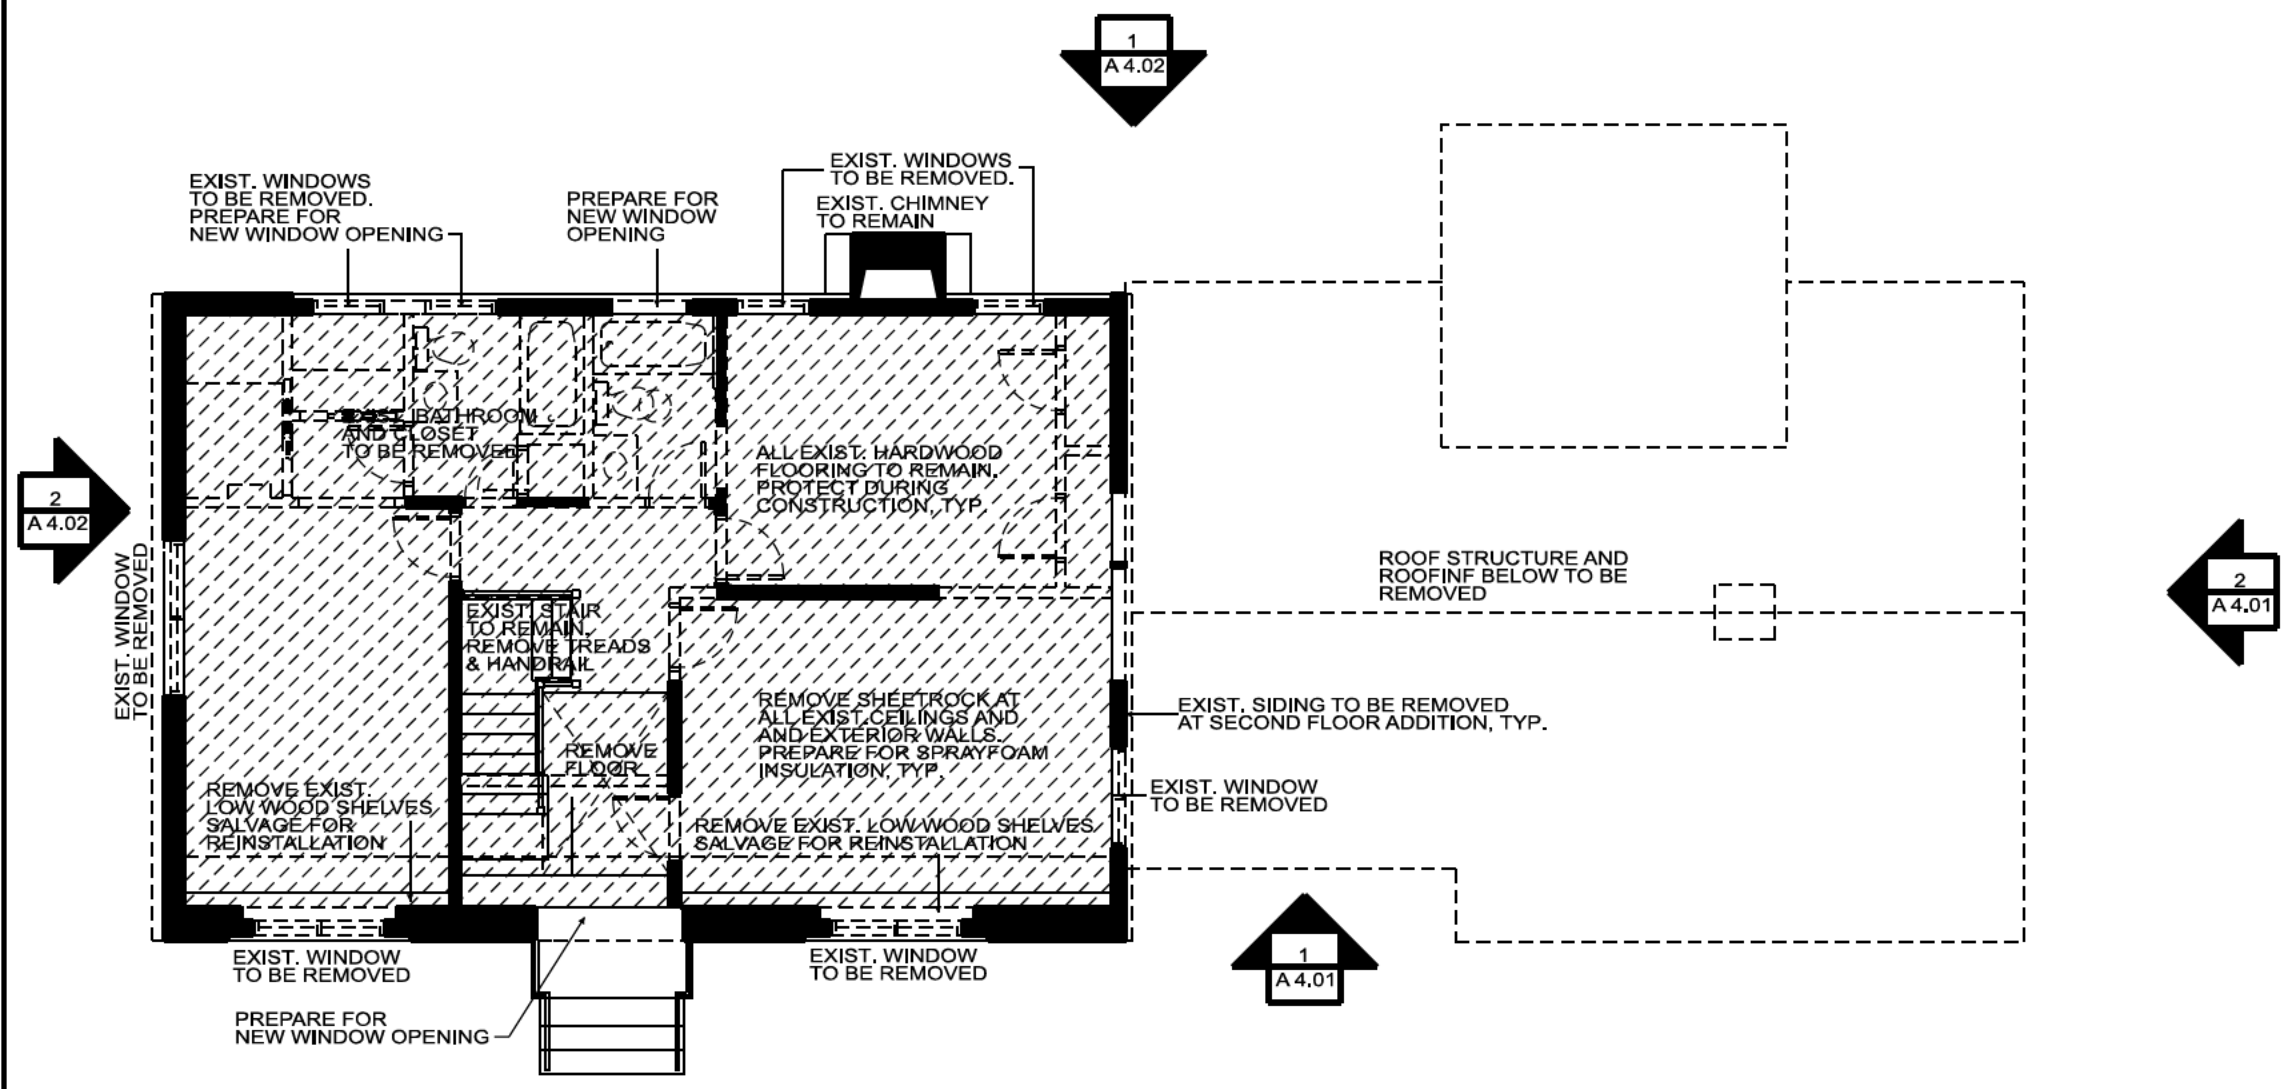 1
A 4.02
EXIST. WINDOWS
TO BE REMOVED.
PREPARE FOR
NEW WINDOW OPENING
PREPARE FOR
NEW WINDOW
OPENING
EXIST. WINDOWS
TO BE REMOVED.
EXIST. CHIMNEY
TO REMAIN
EXIST. BATHROOM
AND CLOSET
TO BE REMOVED
ALL EXIST. HARDWOOD
FLOORING TO REMAIN.
PROTECT DURING
CONSTRUCTION, TYP.
2
A 4.02
EXIST. WINDOW
TO BE REMOVED
ROOF STRUCTURE AND
ROOFINF BELOW TO BE
REMOVED
2
A 4.01
EXIST. STAIR
TO REMAIN.
REMOVE TREADS
& HANDRAIL
REMOVE SHEETROCK AT
ALL EXIST.CEILINGS AND
AND EXTERIOR WALLS.
PREPARE FOR SPRAYFOAM
INSULATION, TYP.
EXIST. SIDING TO BE REMOVED
AT SECOND FLOOR ADDITION, TYP.
REMOVE
FLOOR
REMOVE EXIST.
LOW WOOD SHELVES
SALVAGE FOR
REINSTALLATION
EXIST. WINDOW
TO BE REMOVED
REMOVE EXIST. LOW WOOD SHELVES
SALVAGE FOR REINSTALLATION
EXIST. WINDOW
TO BE REMOVED
EXIST. WINDOW
TO BE REMOVED
1
A 4.01
PREPARE FOR
NEW WINDOW OPENING